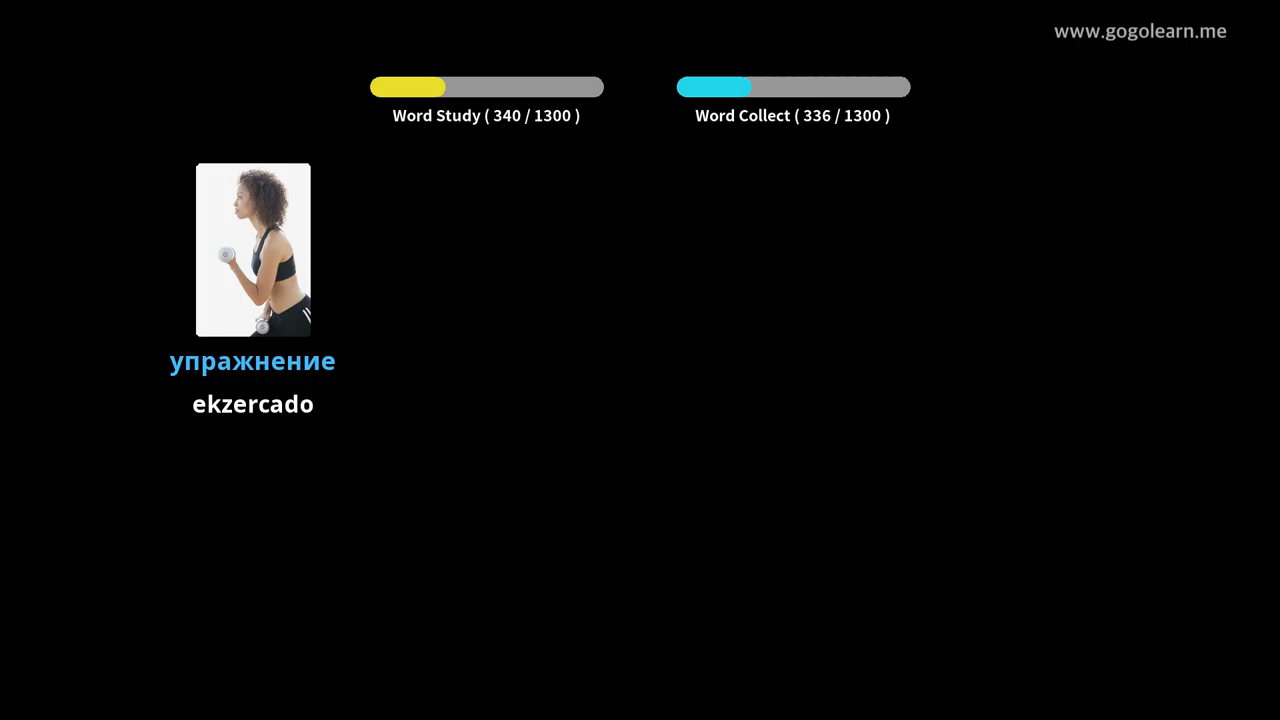 www.gogolearn.me
Word Study ( 340 / 1300 )
Word Collect ( 336 / 1300 )
упражнение
ekzercado